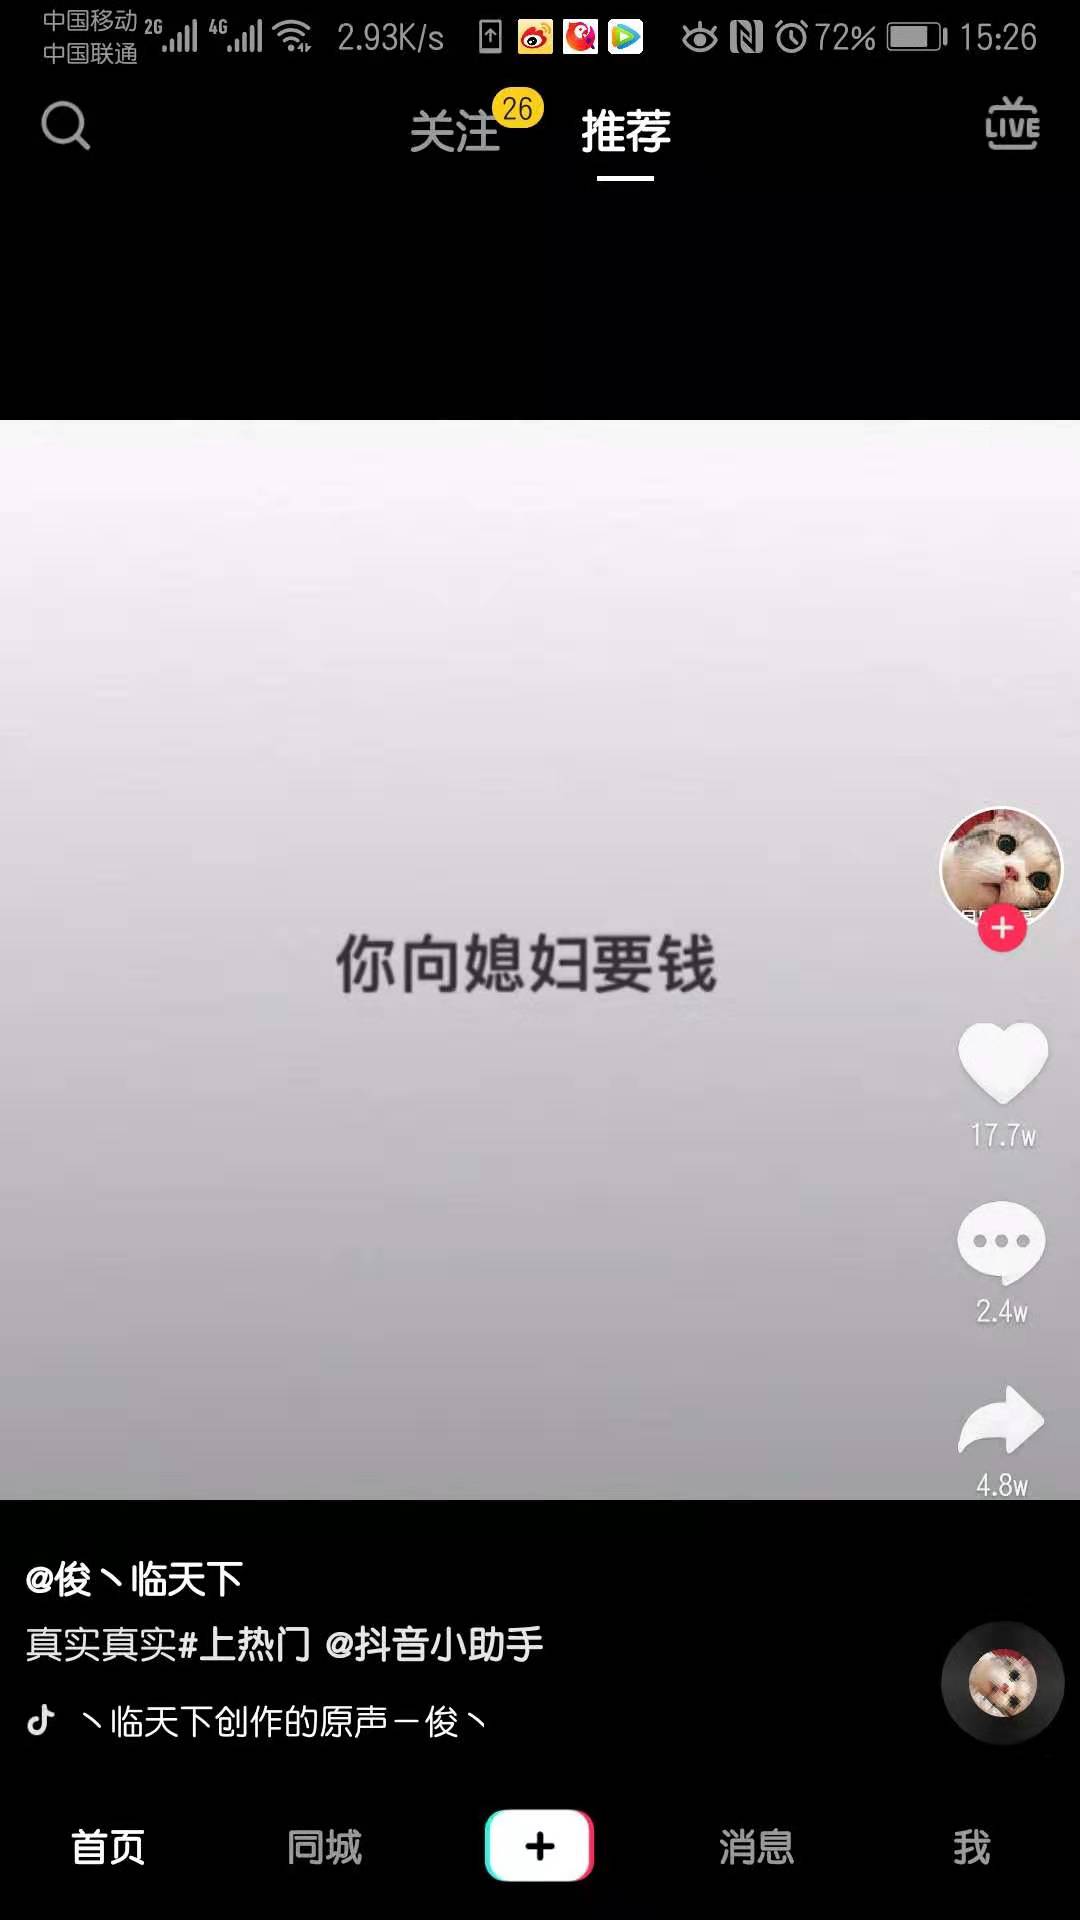 中国移动 2G 4G 2.93K/s 72% 15:26
中国联通
关注 26 推荐 LIVE
你向媳妇要钱
17.7w
2.4w
4.8w
@俊丶临天下
真实真实#上热门 @抖音小助手
丶临天下创作的原声－俊丶
首页 同城 消息 我